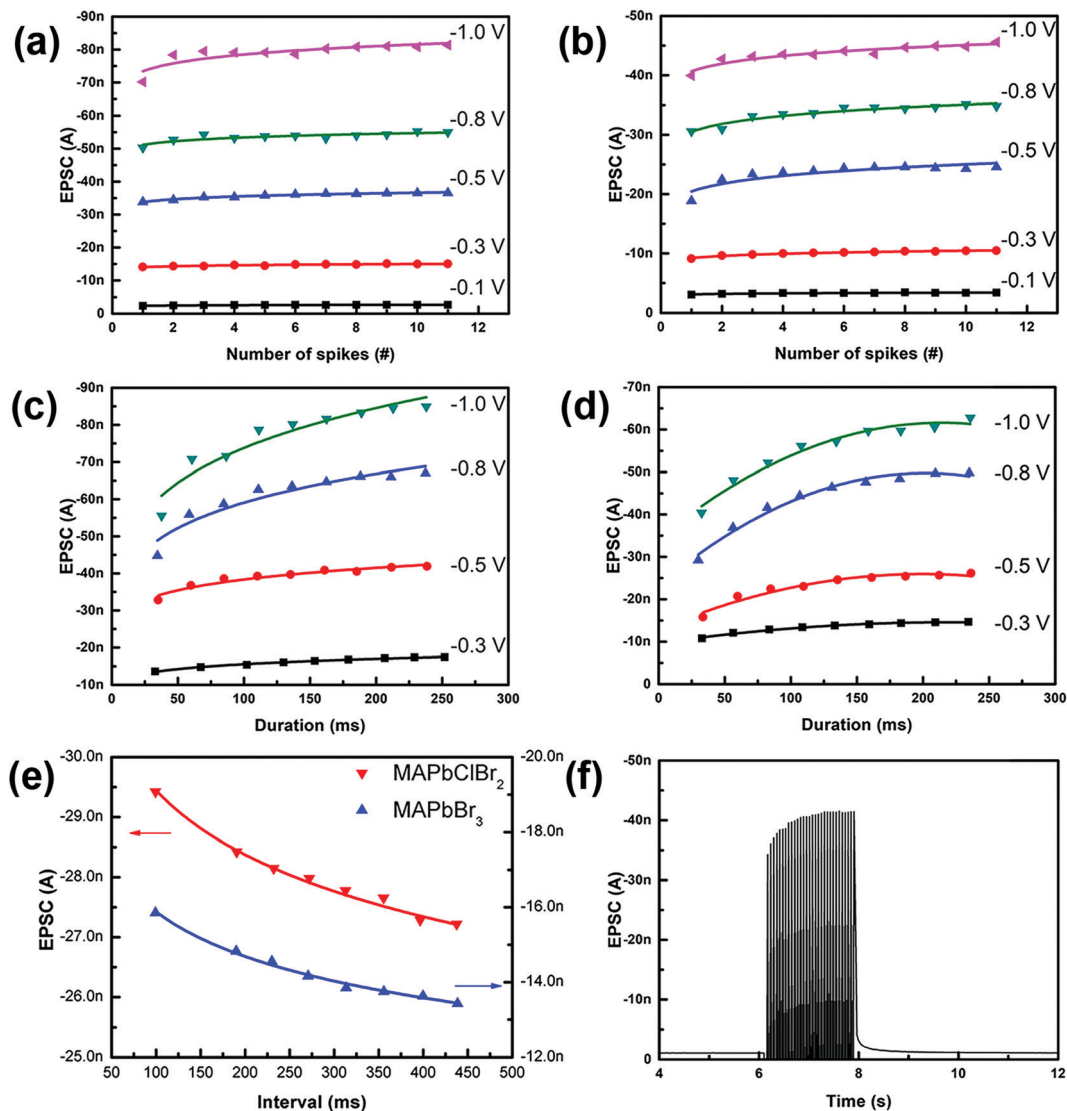 (a)
-90n
-80n
-70n
-60n
-50n
-40n
-30n
-20n
-10n
0
EPSC (A)
-1.0 V
-0.8 V
-0.5 V
-0.3 V
-0.1 V
0 2 4 6 8 10 12
Number of spikes (#)
(b)
-50n
-40n
-30n
-20n
-10n
0
EPSC (A)
-1.0 V
-0.8 V
-0.5 V
-0.3 V
-0.1 V
0 2 4 6 8 10 12
Number of spikes (#)
(c)
-90n
-80n
-70n
-60n
-50n
-40n
-30n
-20n
-10n
EPSC (A)
-1.0 V
-0.8 V
-0.5 V
-0.3 V
0 50 100 150 200 250 300
Duration (ms)
(d)
-70n
-60n
-50n
-40n
-30n
-20n
-10n
0
EPSC (A)
-1.0 V
-0.8 V
-0.5 V
-0.3 V
0 50 100 150 200 250 300
Duration (ms)
(e)
-30.0n
-29.0n
-28.0n
-27.0n
-26.0n
-25.0n
EPSC (A)
MAPbClBr2
MAPbBr3
-20.0n
-18.0n
-16.0n
-14.0n
-12.0n
50 100 150 200 250 300 350 400 450 500
Interval (ms)
(f)
-50n
-40n
-30n
-20n
-10n
0
EPSC (A)
4 6 8 10 12
Time (s)